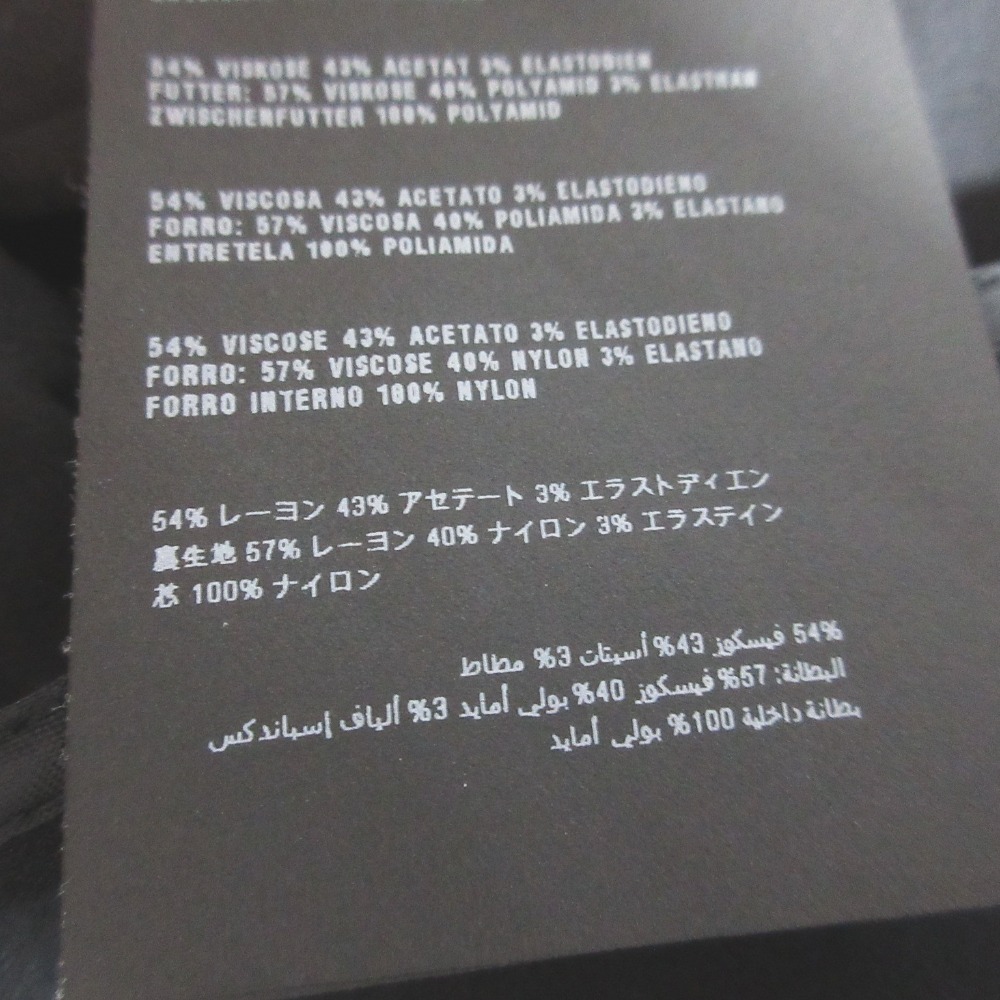 54% VISKOSE 43% ACETAT 3% ELASTODIEN
FUTTER: 57% VISKOSE 40% POLYAMID 3% ELASTHAN
ZWISCHENFUTTER 100% POLYAMID
54% VISCOSA 43% ACETATO 3% ELASTODIENO
FORRO: 57% VISCOSA 40% POLIAMIDA 3% ELASTANO
ENTRETELA 100% POLIAMIDA
54% VISCOSE 43% ACETATO 3% ELASTODIENO
FORRO: 57% VISCOSE 40% NYLON 3% ELASTANO
FORRO INTERNO 100% NYLON
54% レーヨン 43% アセテート 3% エラストディエン
裏生地 57% レーヨン 40% ナイロン 3% エラステイン
芯 100% ナイロン
54% فيسكوز 43% أسيتات 3% مطاط
البطانة: 57% فيسكوز 40% بولي أمايد 3% ألياف إسباندكس
بطانة داخلية 100% بولي أمايد